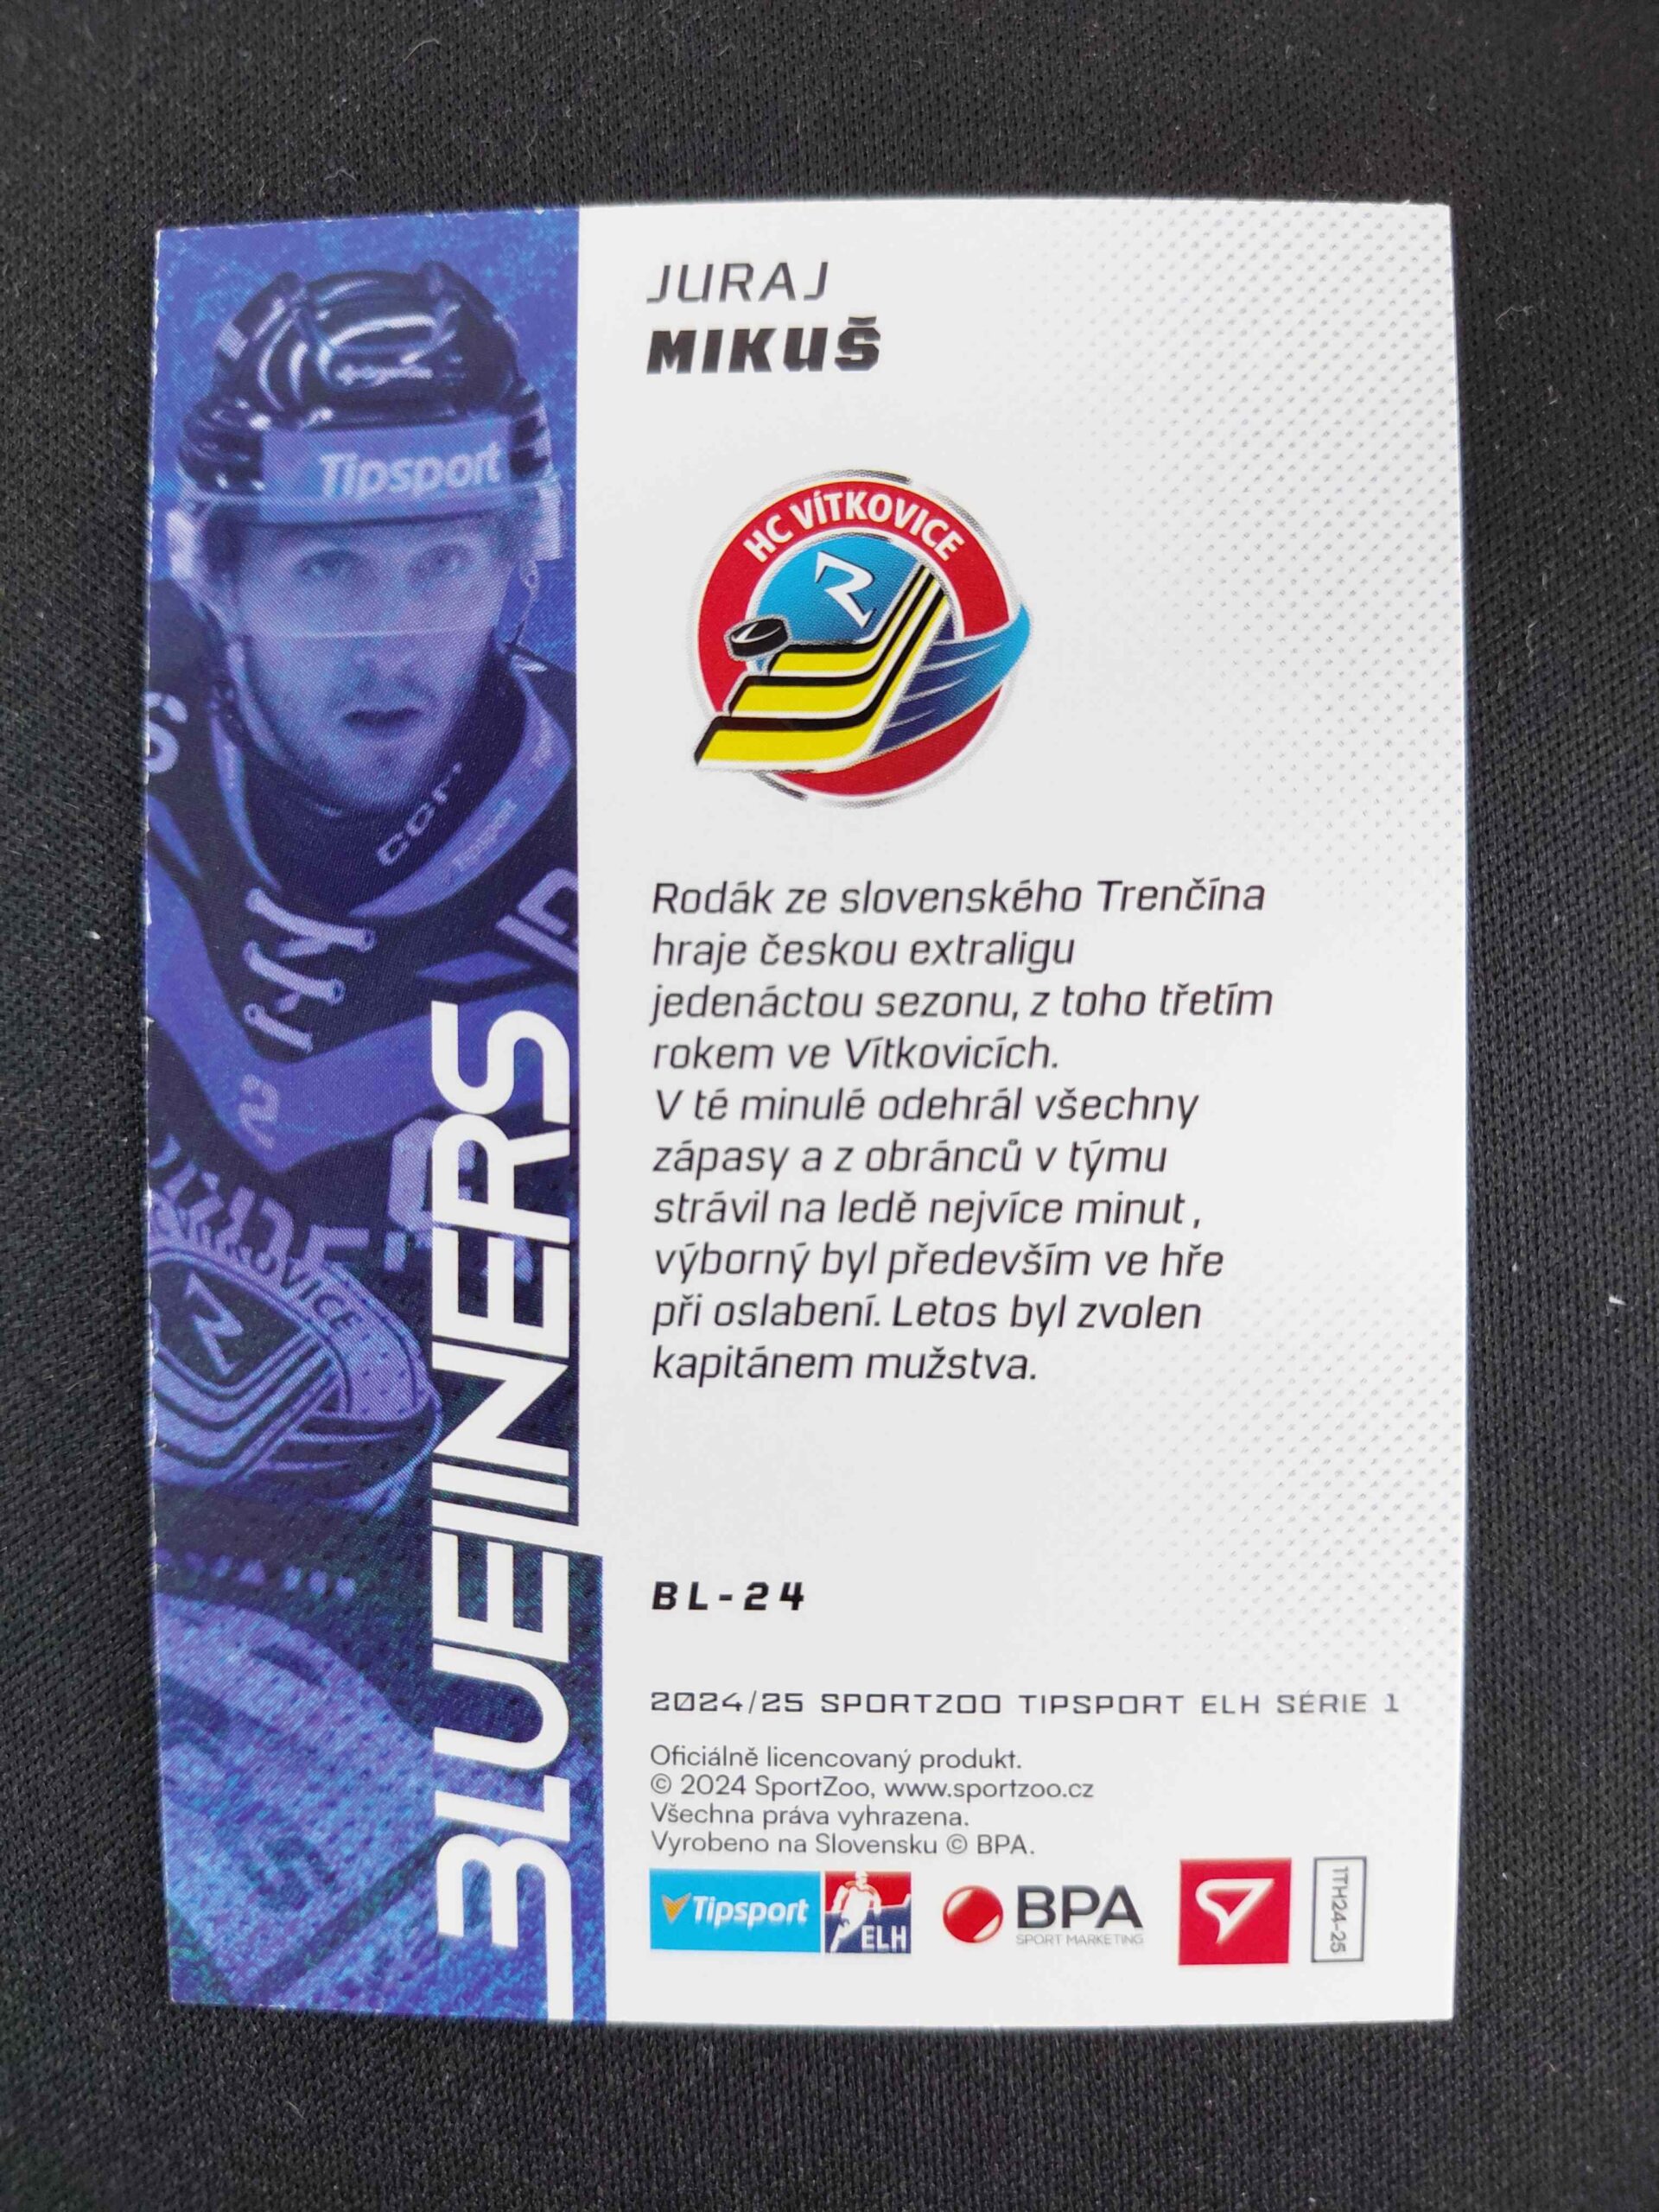 JURAJ
MIKUŠ
HC VÍTKOVICE
Tipsport
Rodák ze slovenského Trenčína
hraje českou extraligu
jedenáctou sezonu, z toho třetím
rokem ve Vítkovicích.
V té minulé odehrál všechny
zápasy a z obránců v týmu
strávil na ledě nejvíce minut,
výborný byl především ve hře
při oslabení. Letos byl zvolen
kapitánem mužstva.
BLUELINERS
BL-24
2024/25 SPORTZOO TIPSPORT ELH SÉRIE 1
Oficiálně licencovaný produkt.
© 2024 SportZoo, www.sportzoo.cz
Všechna práva vyhrazena.
Vyrobeno na Slovensku © BPA.
Tipsport
ELH
BPA
SPORT MARKETING
1TH24-25